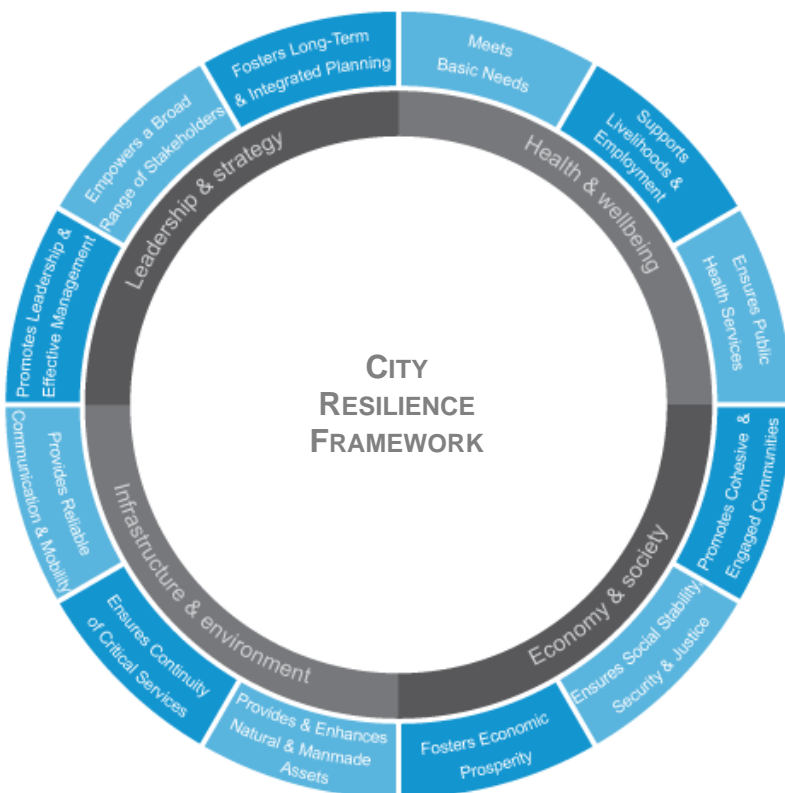 CITY
RESILIENCE
FRAMEWORK
Health & wellbeing
Meets
Basic Needs
Supports
Livelihoods &
Employment
Ensures Public
Health Services
Economy & society
Promotes Cohesive &
Engaged Communities
Ensures Social Stability
Security & Justice
Fosters Economic
Prosperity
Infrastructure & environment
Provides & Enhances
Natural & Manmade
Assets
Ensures Continuity
of Critical Services
Provides Reliable
Communication & Mobility
Leadership & strategy
Promotes Leadership &
Effective Management
Empowers a Broad
Range of Stakeholders
Fosters Long-Term
& Integrated Planning